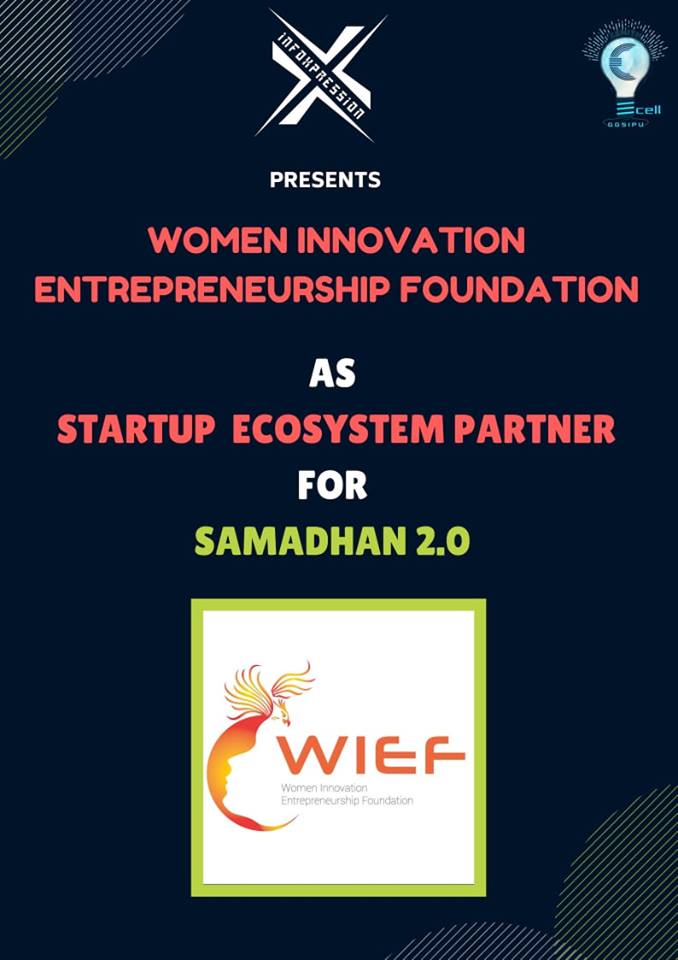 INFOXPRESSION
Ecell
GGSIPU
PRESENTS
WOMEN INNOVATION
ENTREPRENEURSHIP FOUNDATION
AS
STARTUP ECOSYSTEM PARTNER
FOR
SAMADHAN 2.0
WIEF
Women Innovation
Entrepreneurship Foundation